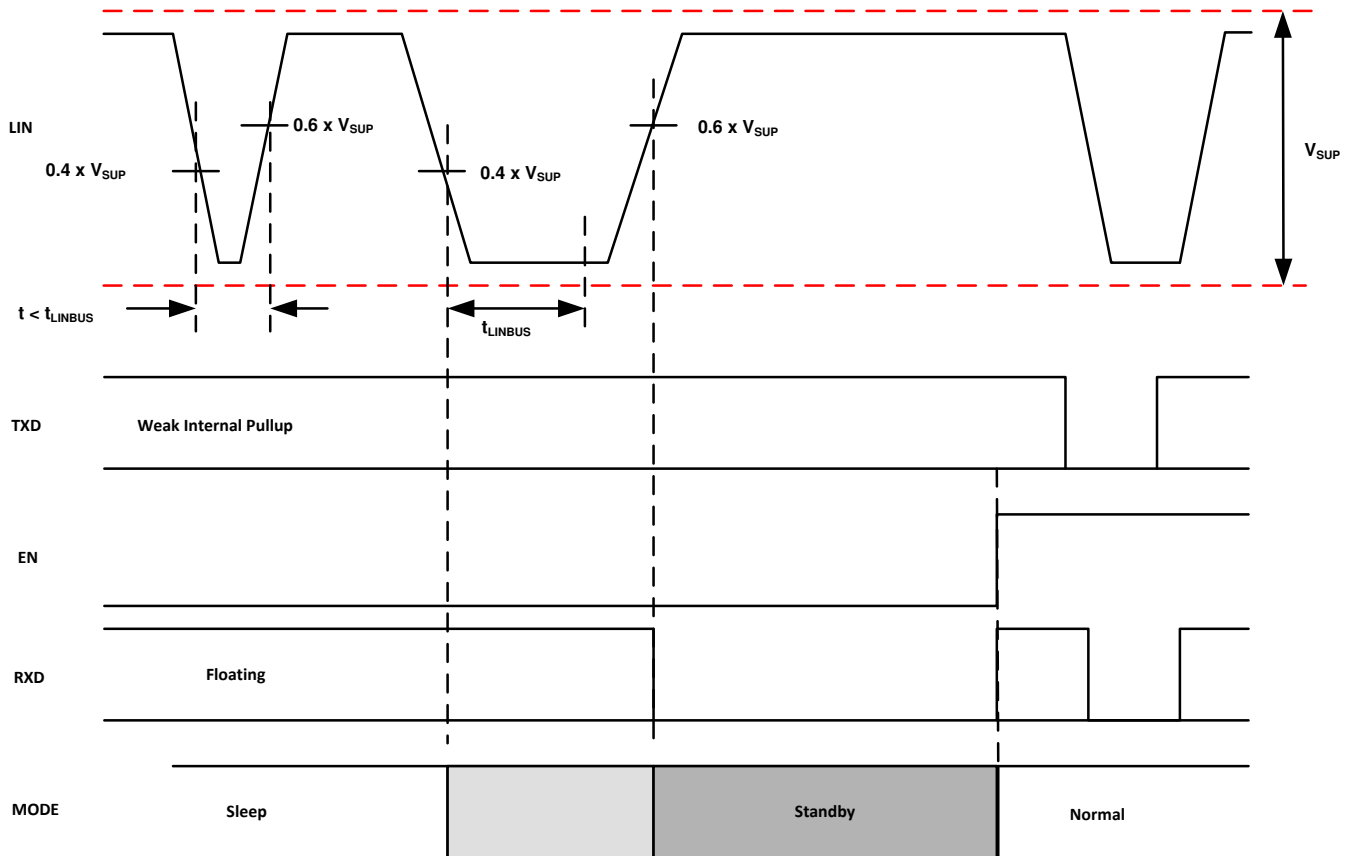 LIN
0.6 x VSUP
0.6 x VSUP
0.4 x VSUP
0.4 x VSUP
VSUP
t < tLINBUS
tLINBUS
TXD
Weak Internal Pullup
EN
RXD
Floating
MODE
Sleep
Standby
Normal